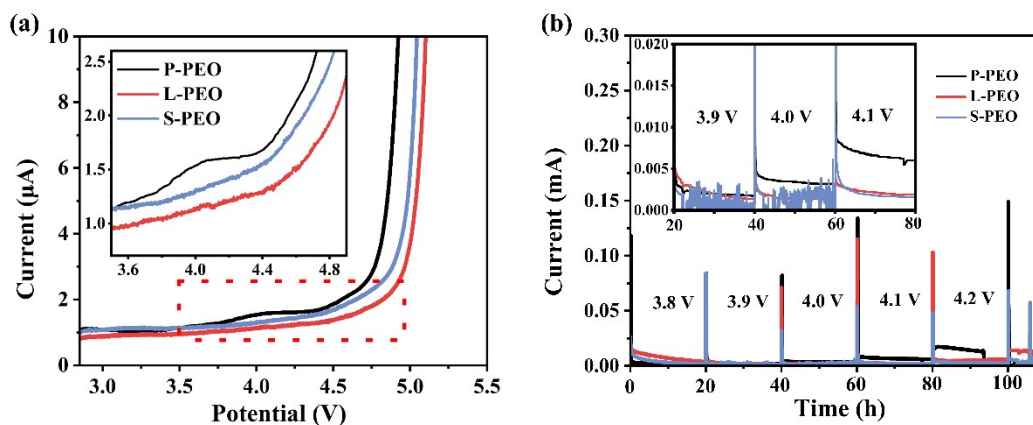 (a)
Current (μA)
10
8
6
4
2
0
2.5
2.0
1.5
1.0
P-PEO
L-PEO
S-PEO
3.5 4.0 4.4 4.8
3.0 3.5 4.0 4.5 5.0 5.5
Potential (V)
(b)
Current (mA)
0.30
0.25
0.20
0.15
0.10
0.05
0.00
0.020
0.015
0.010
0.005
0.000
3.9 V 4.0 V 4.1 V
20 40 60 80
P-PEO
L-PEO
S-PEO
3.8 V 3.9 V 4.0 V 4.1 V 4.2 V
0 20 40 60 80 100
Time (h)